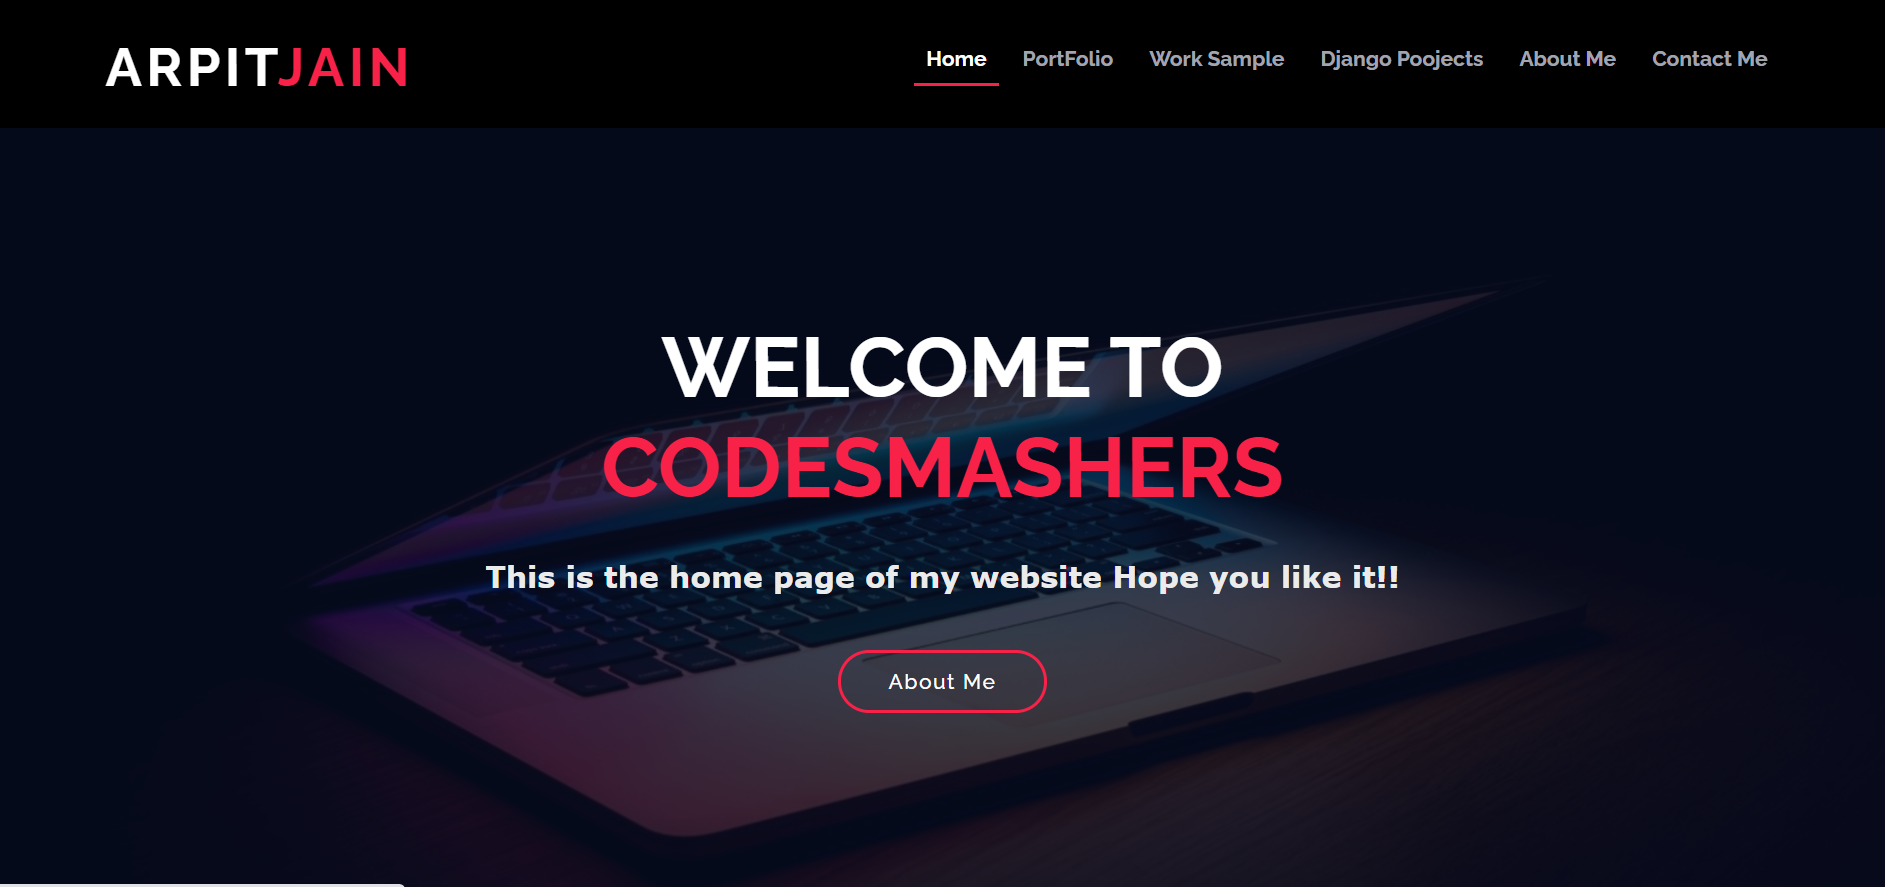 ARPITJAIN
Home PortFolio Work Sample Django Poojects About Me Contact Me
WELCOME TO
CODESMASHERS
This is the home page of my website Hope you like it!!
About Me